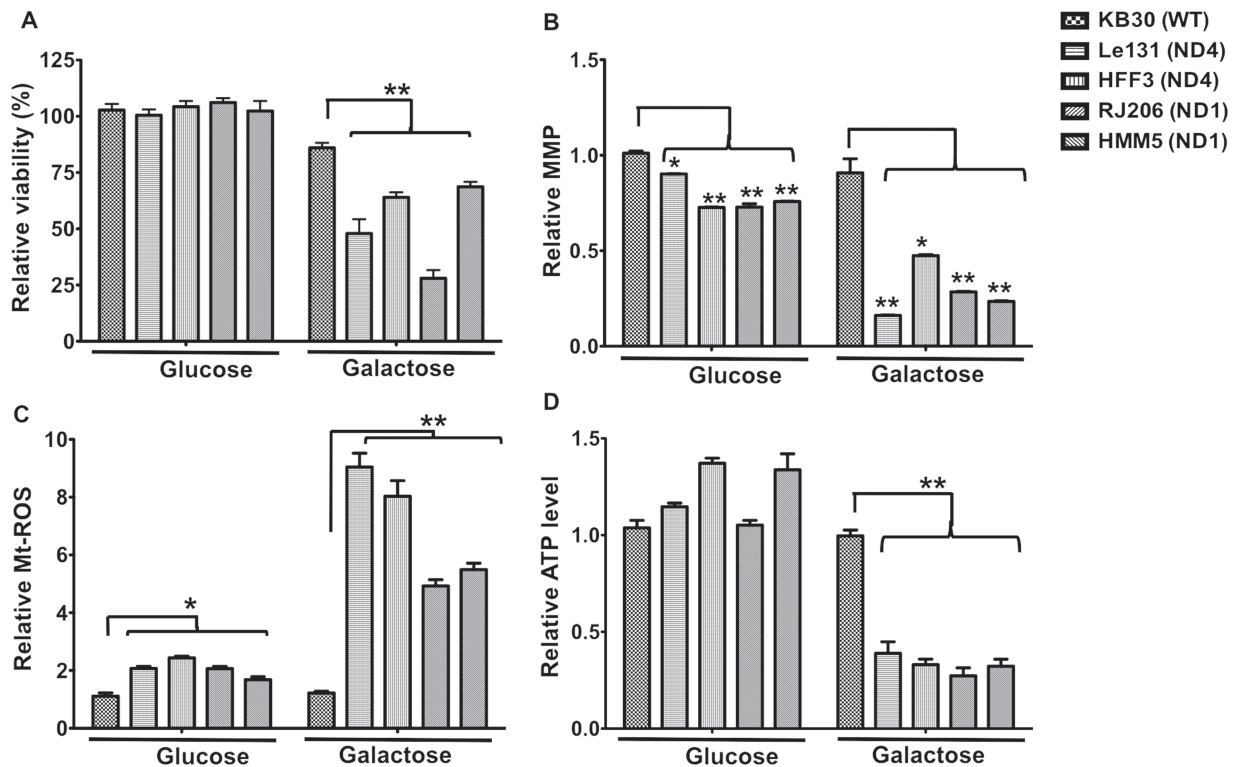 A
Relative viability (%)
125
100
75
50
25
0
**
Glucose
Galactose
B
Relative MMP
1.5
1.0
0.5
0.0
*
**
**
**
**
*
**
**
Glucose
Galactose
KB30 (WT)
Le131 (ND4)
HFF3 (ND4)
RJ206 (ND1)
HMM5 (ND1)
C
Relative Mt-ROS
10
8
6
4
2
0
*
**
Glucose
Galactose
D
Relative ATP level
1.5
1.0
0.5
0.0
**
Glucose
Galactose